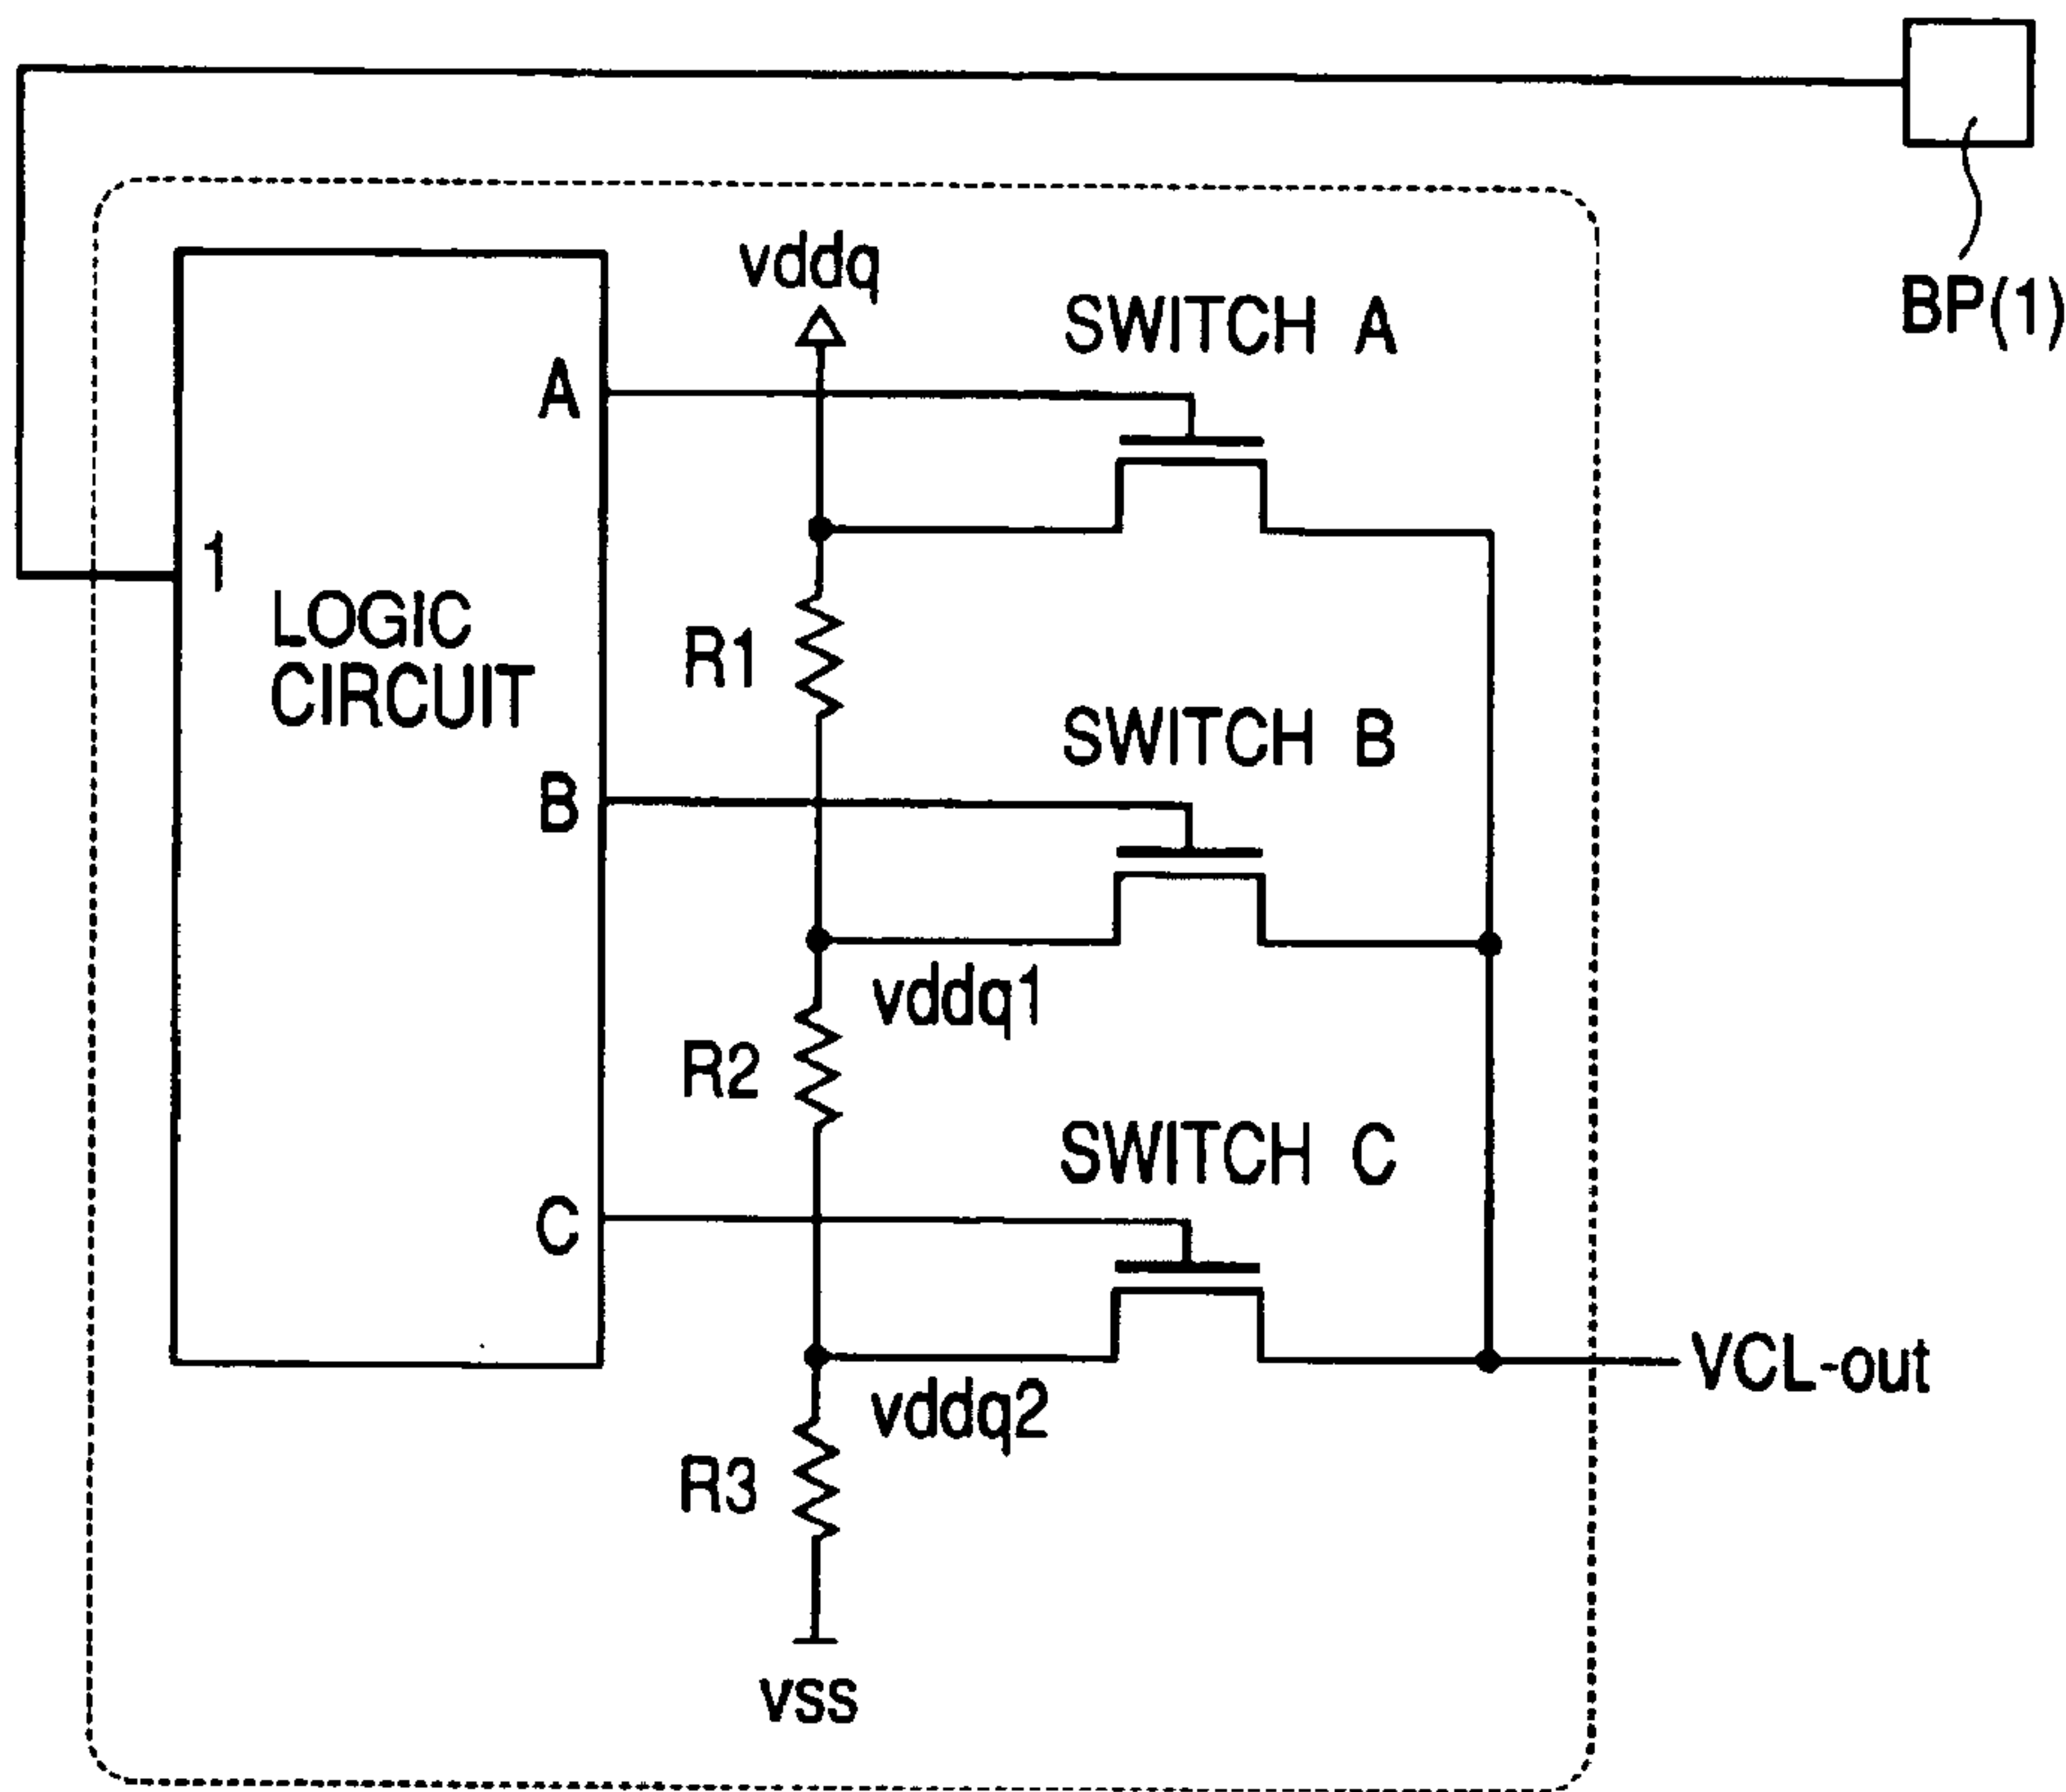 BP(1)
vddq
SWITCH A
A
1
LOGIC
CIRCUIT
R1
SWITCH B
B
vddq1
R2
SWITCH C
C
VCL-out
vddq2
R3
vss